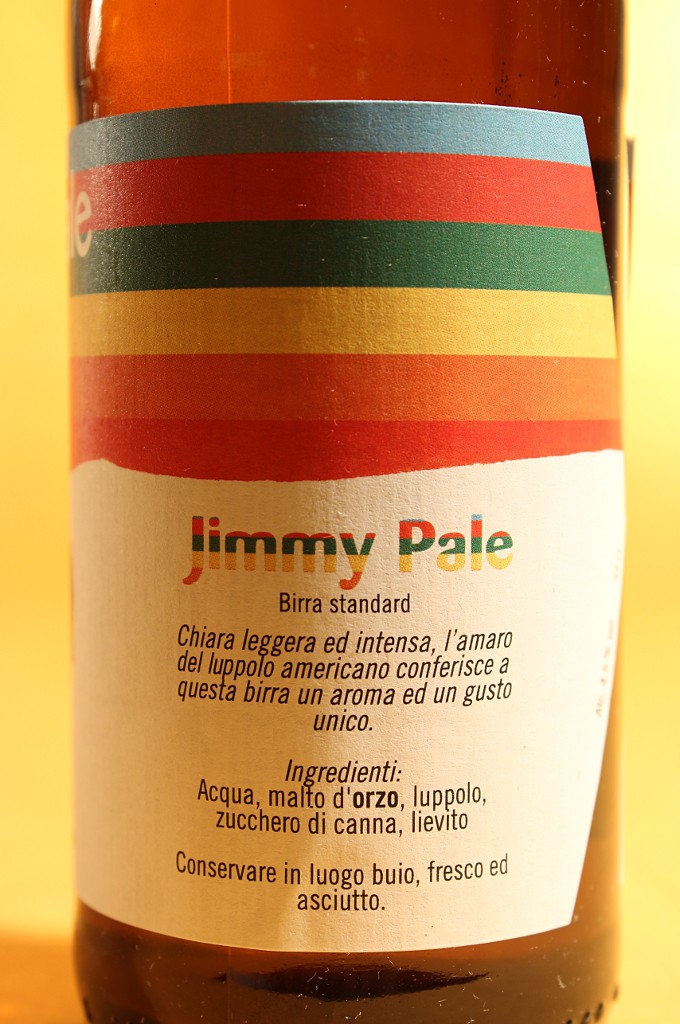 le
Jimmy Pale
Birra standard
Chiara leggera ed intensa, l'amaro
del luppolo americano conferisce a
questa birra un aroma ed un gusto
unico.
Ingredienti:
Acqua, malto d'orzo, luppolo,
zucchero di canna, lievito
Conservare in luogo buio, fresco ed
asciutto.